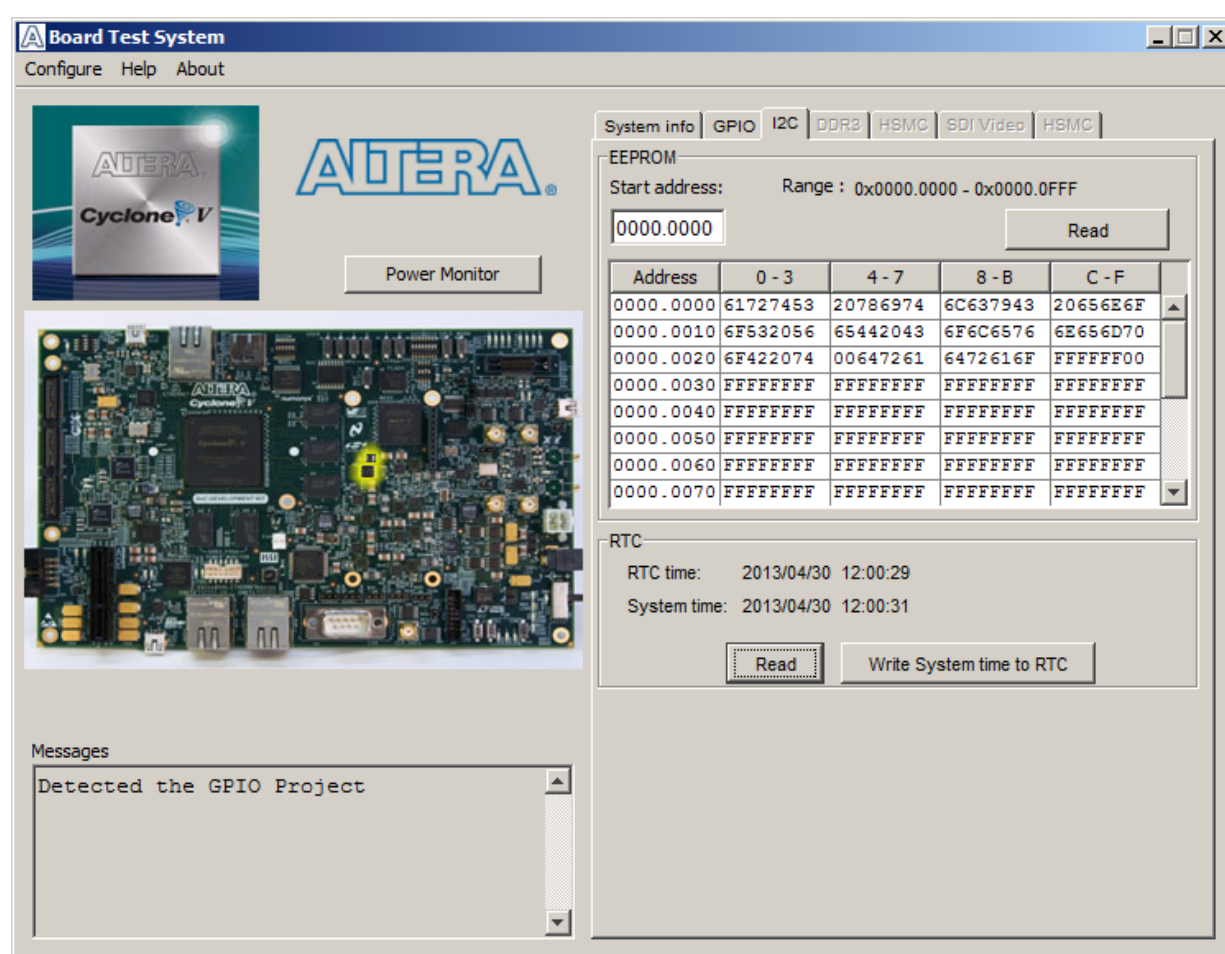 Board Test System
Configure Help About
ALTERA.
Cyclone V
ALTERA®
Power Monitor
ALTERA
Cyclone V
SoC DEVELOPMENT KIT
Messages
Detected the GPIO Project
System info GPIO I2C DDR3 HSMC SDI Video HSMC
EEPROM
Start address: Range : 0x0000.0000 - 0x0000.0FFF
0000.0000 Read
Address 0 - 3 4 - 7 8 - B C - F
0000.0000 61727453 20786974 6C637943 20656E6F
0000.0010 6F532056 65442043 6F6C6576 6E656D70
0000.0020 6F422074 00647261 6472616F FFFFFF00
0000.0030 FFFFFFFF FFFFFFFF FFFFFFFF FFFFFFFF
0000.0040 FFFFFFFF FFFFFFFF FFFFFFFF FFFFFFFF
0000.0050 FFFFFFFF FFFFFFFF FFFFFFFF FFFFFFFF
0000.0060 FFFFFFFF FFFFFFFF FFFFFFFF FFFFFFFF
0000.0070 FFFFFFFF FFFFFFFF FFFFFFFF FFFFFFFF
RTC
RTC time: 2013/04/30 12:00:29
System time: 2013/04/30 12:00:31
Read Write System time to RTC